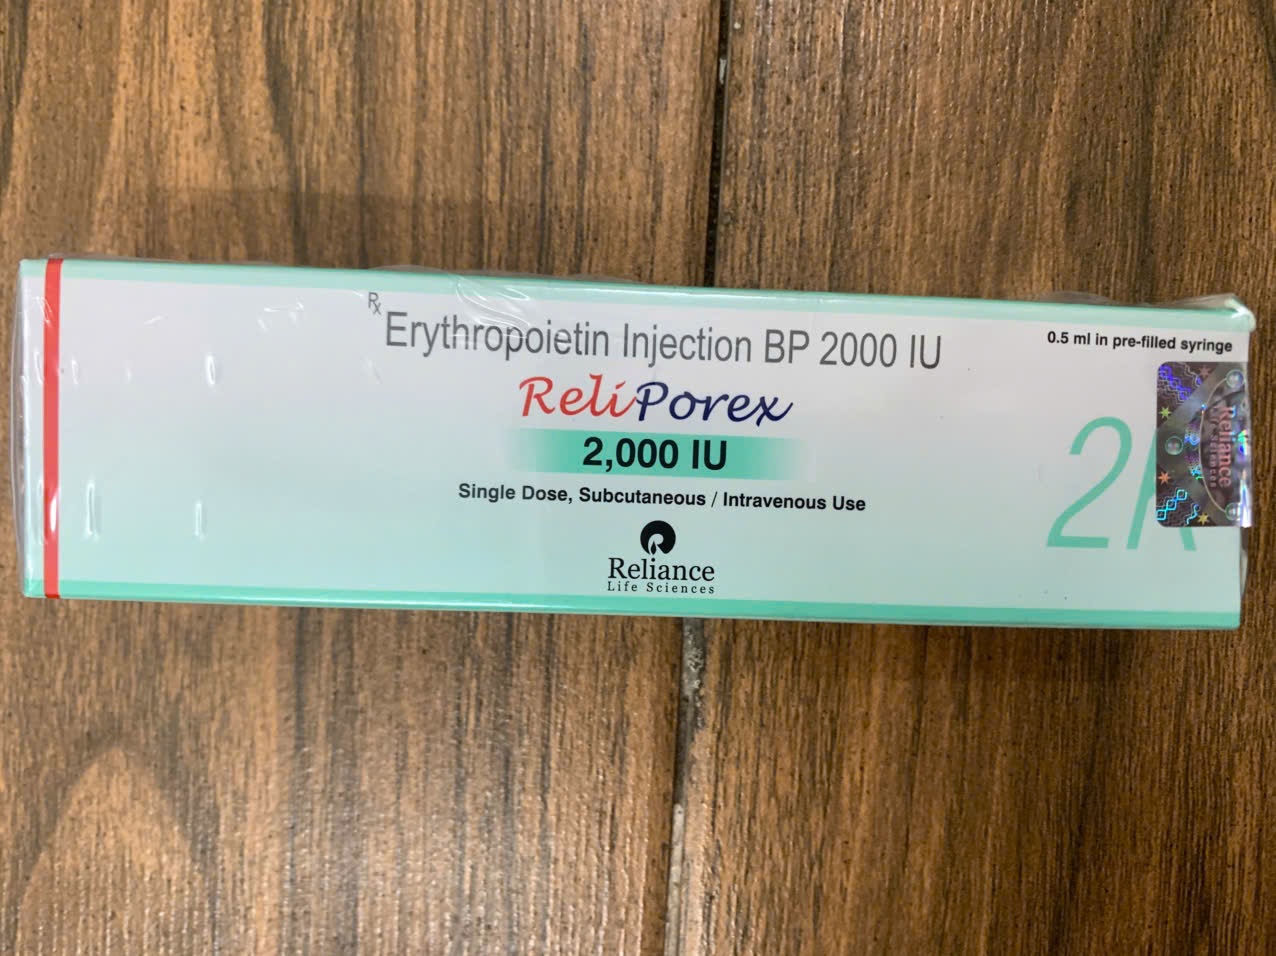 Rx Erythropoietin Injection BP 2000 IU
0.5 ml in pre-filled syringe
ReliPorex
2,000 IU
Single Dose, Subcutaneous / Intravenous Use
2K
Reliance
Life Sciences
Reliance